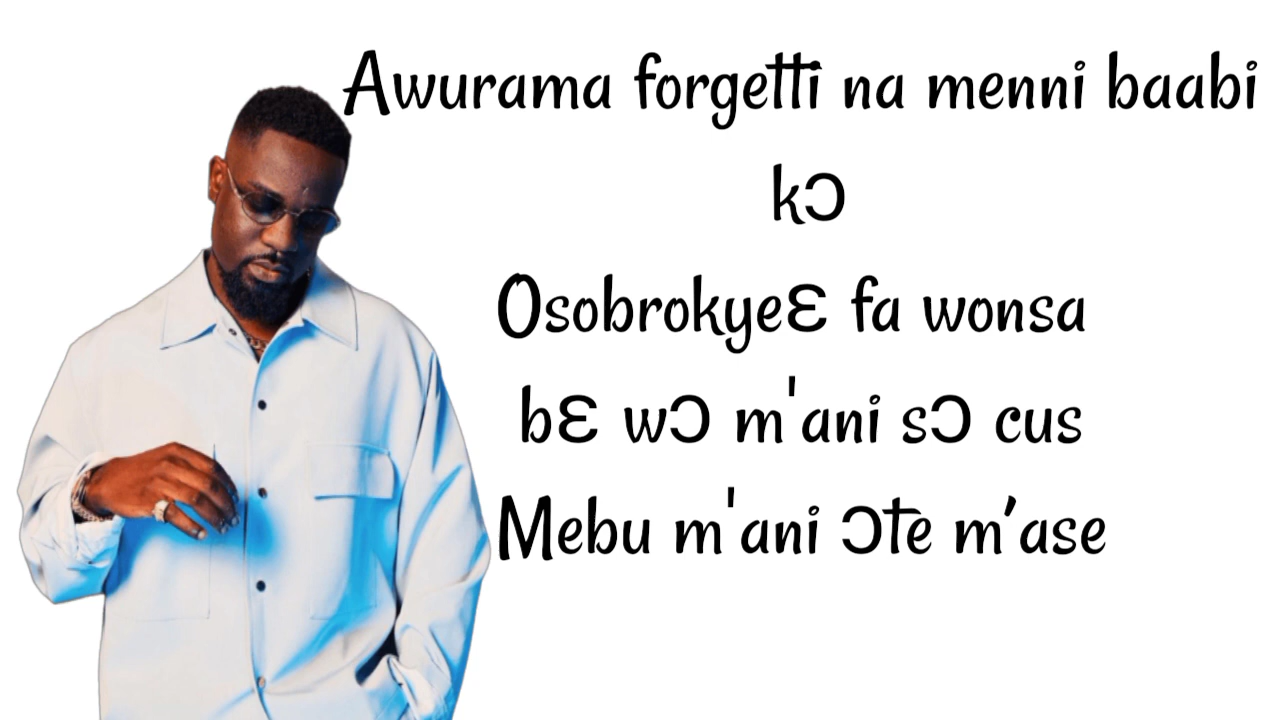 Awurama forgetti na menni baabi
kɔ
Osobrokyeɛ fa wonsa
bɛ wɔ m'ani sɔ cus
Mebu m'ani ɔte m’ase